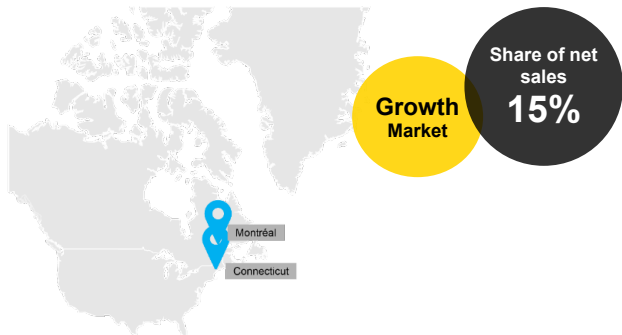 Share of net
sales
15%
Growth
Market
Montréal
Connecticut